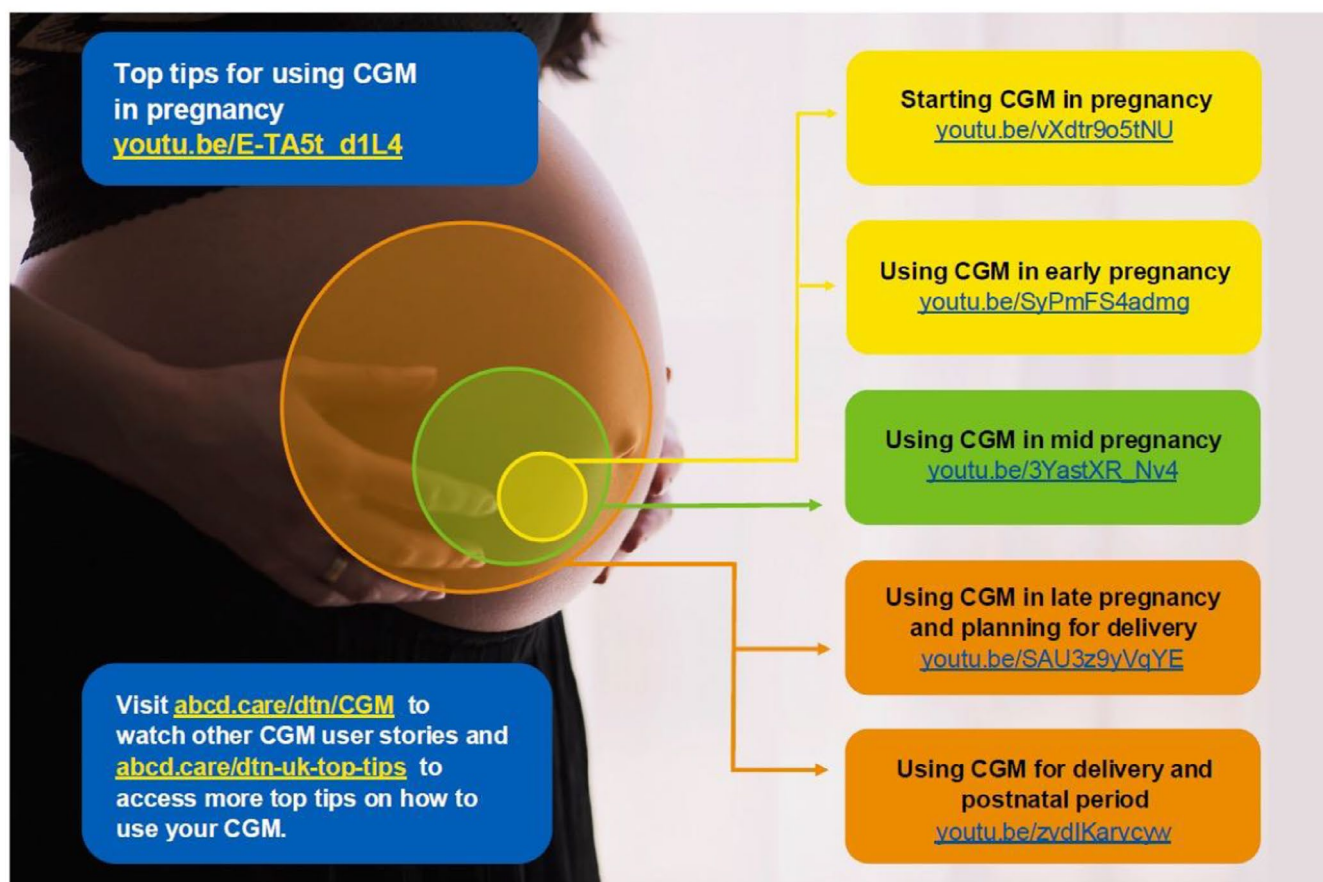 Top tips for using CGM
in pregnancy
youtu.be/E-TA5t_d1L4
Starting CGM in pregnancy
youtu.be/vXdtr9o5tNU
Using CGM in early pregnancy
youtu.be/SyPmFS4admg
Using CGM in mid pregnancy
youtu.be/3YastXR_Nv4
Using CGM in late pregnancy
and planning for delivery
youtu.be/SAU3z9yVqYE
Using CGM for delivery and
postnatal period
youtu.be/zvdIKarvcyw
Visit abcd.care/dtn/CGM to
watch other CGM user stories and
abcd.care/dtn-uk-top-tips to
access more top tips on how to
use your CGM.